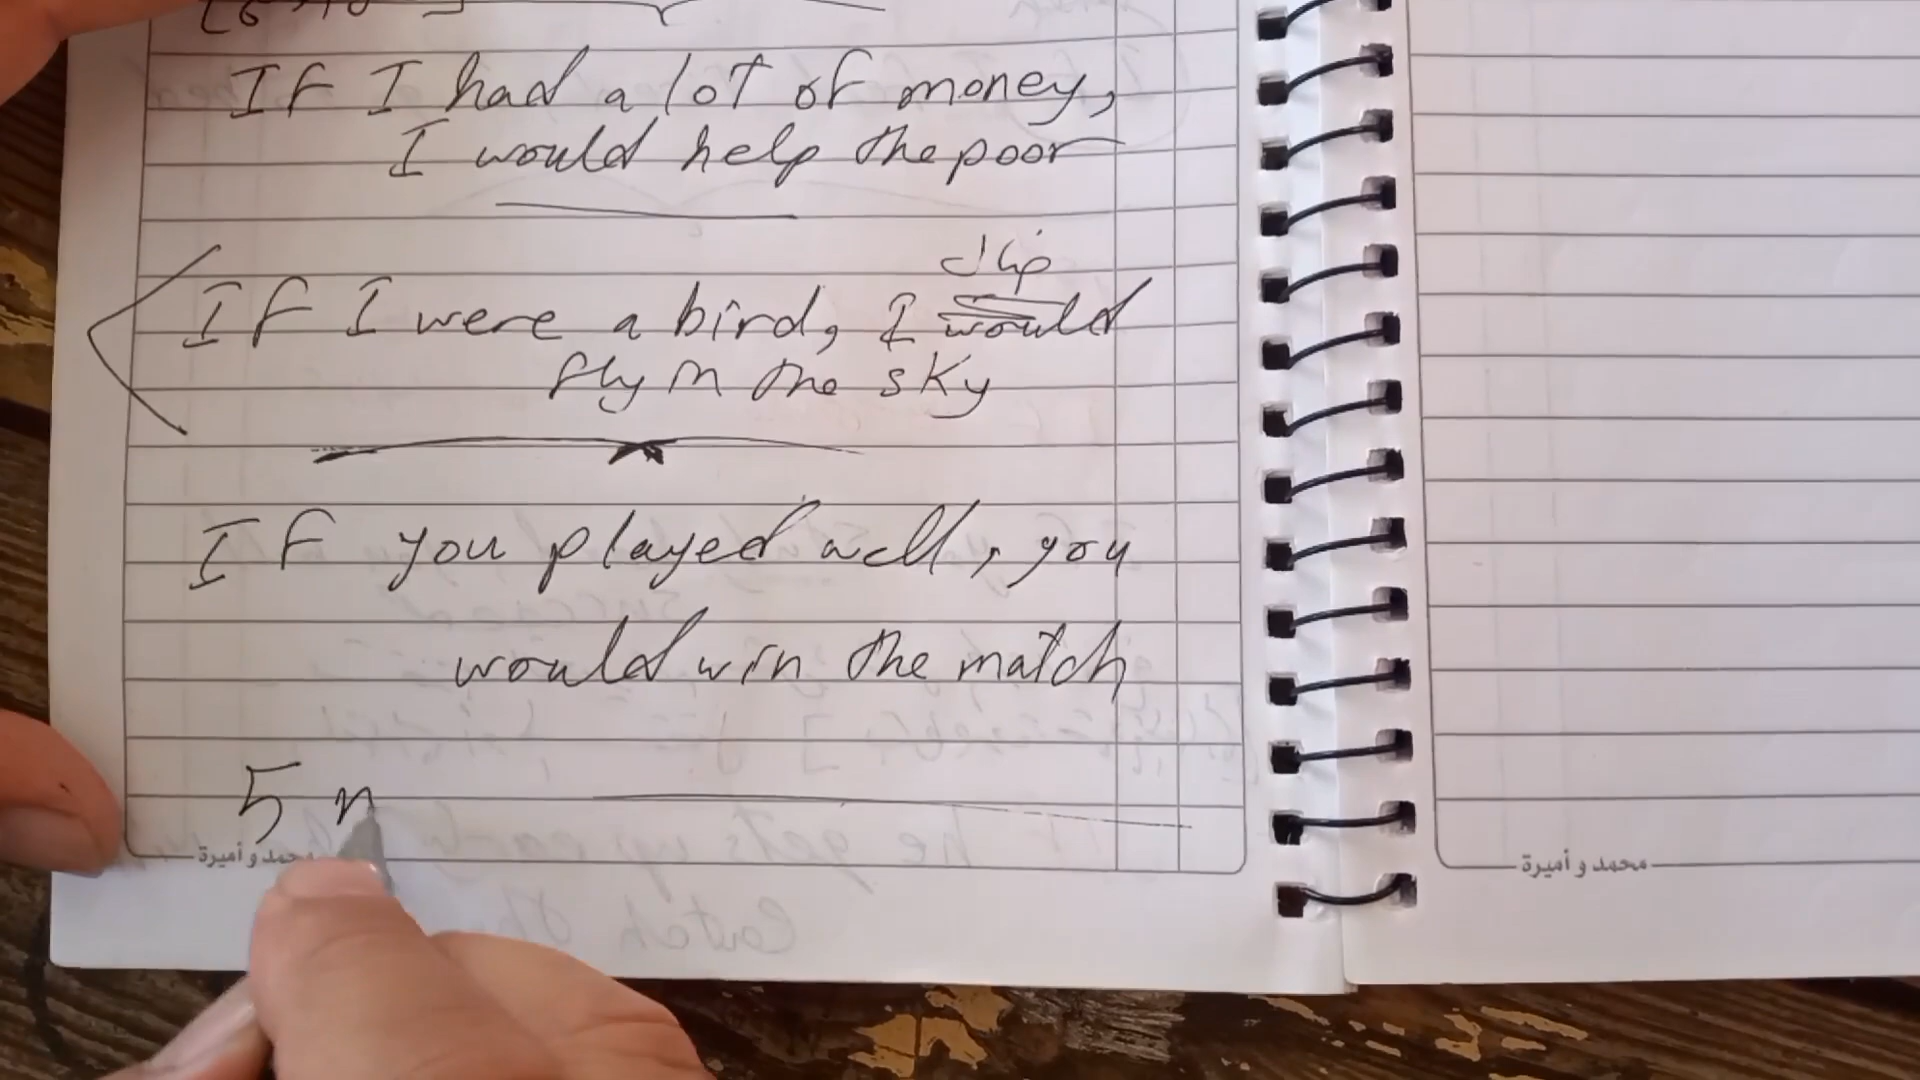 If I had a lot of money,
I would help the poor
خيال
If I were a bird, I would
fly in the sky
If you played well, you
would win the match
5 n
محمد و أميرة
محمد و أميرة